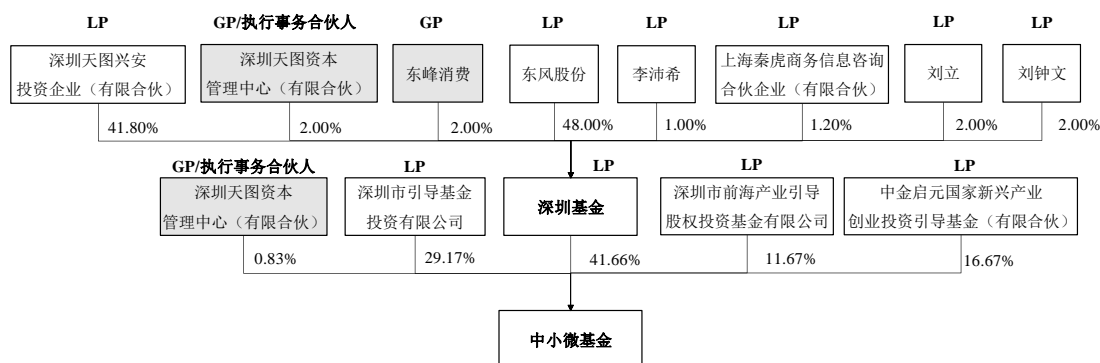 LP GP/执行事务合伙人 GP LP LP LP LP LP
深圳天图兴安
投资企业（有限合伙）
深圳天图资本
管理中心（有限合伙）
东峰消费
东风股份
李沛希
上海秦虎商务信息咨询
合伙企业（有限合伙）
刘立
刘钟文
41.80% 2.00% 2.00% 48.00% 1.00% 1.20% 2.00% 2.00%
GP/执行事务合伙人 LP LP LP LP
深圳天图资本
管理中心（有限合伙）
深圳市引导基金
投资有限公司
深圳基金
深圳市前海产业引导
股权投资基金有限公司
中金启元国家新兴产业
创业投资引导基金（有限合伙）
0.83% 29.17% 41.66% 11.67% 16.67%
中小微基金